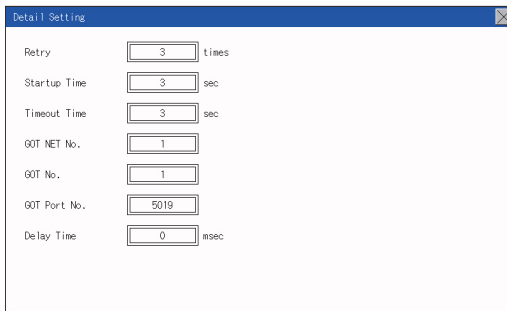 Detail Setting
Retry 3 times
Startup Time 3 sec
Timeout Time 3 sec
GOT NET No. 1
GOT No. 1
GOT Port No. 5019
Delay Time 0 msec